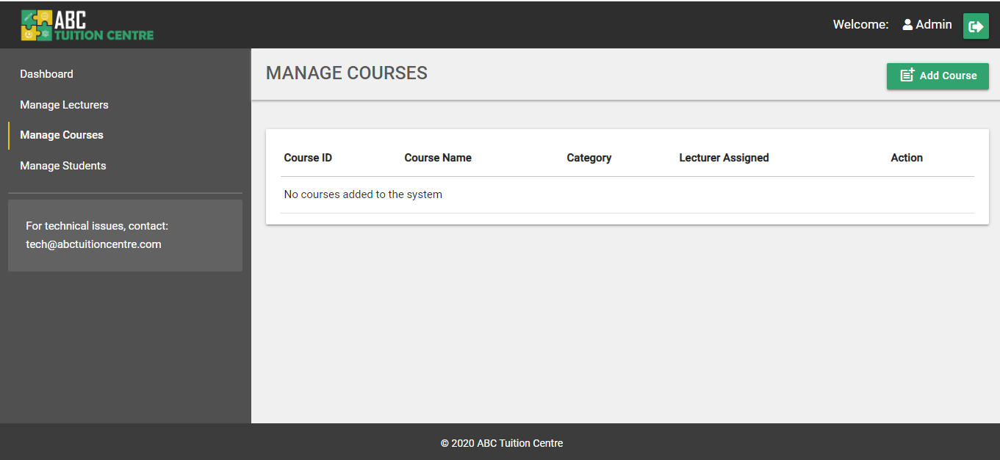 ABC
TUITION CENTRE
Welcome: Admin
Dashboard
Manage Lecturers
Manage Courses
Manage Students
For technical issues, contact:
tech@abctuitioncentre.com
MANAGE COURSES
Add Course
Course ID Course Name Category Lecturer Assigned Action
No courses added to the system
© 2020 ABC Tuition Centre